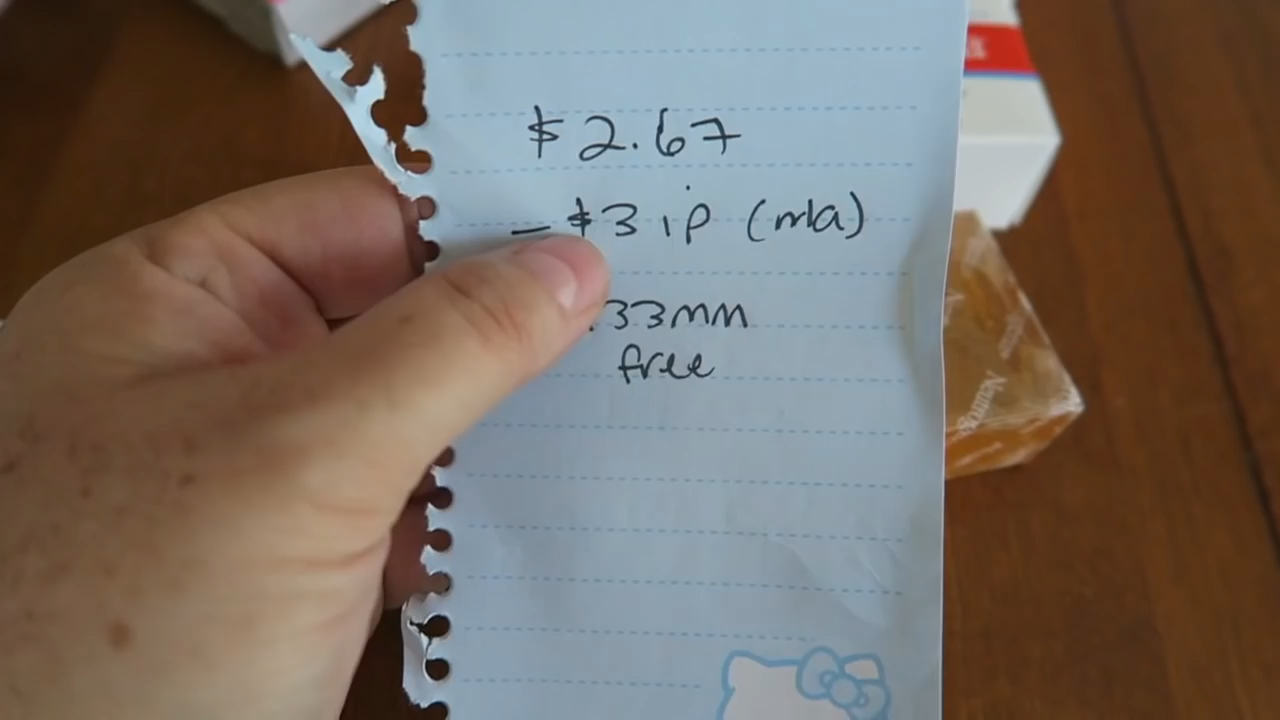 $2.67
- $3 ip (mla)
.33mm
free